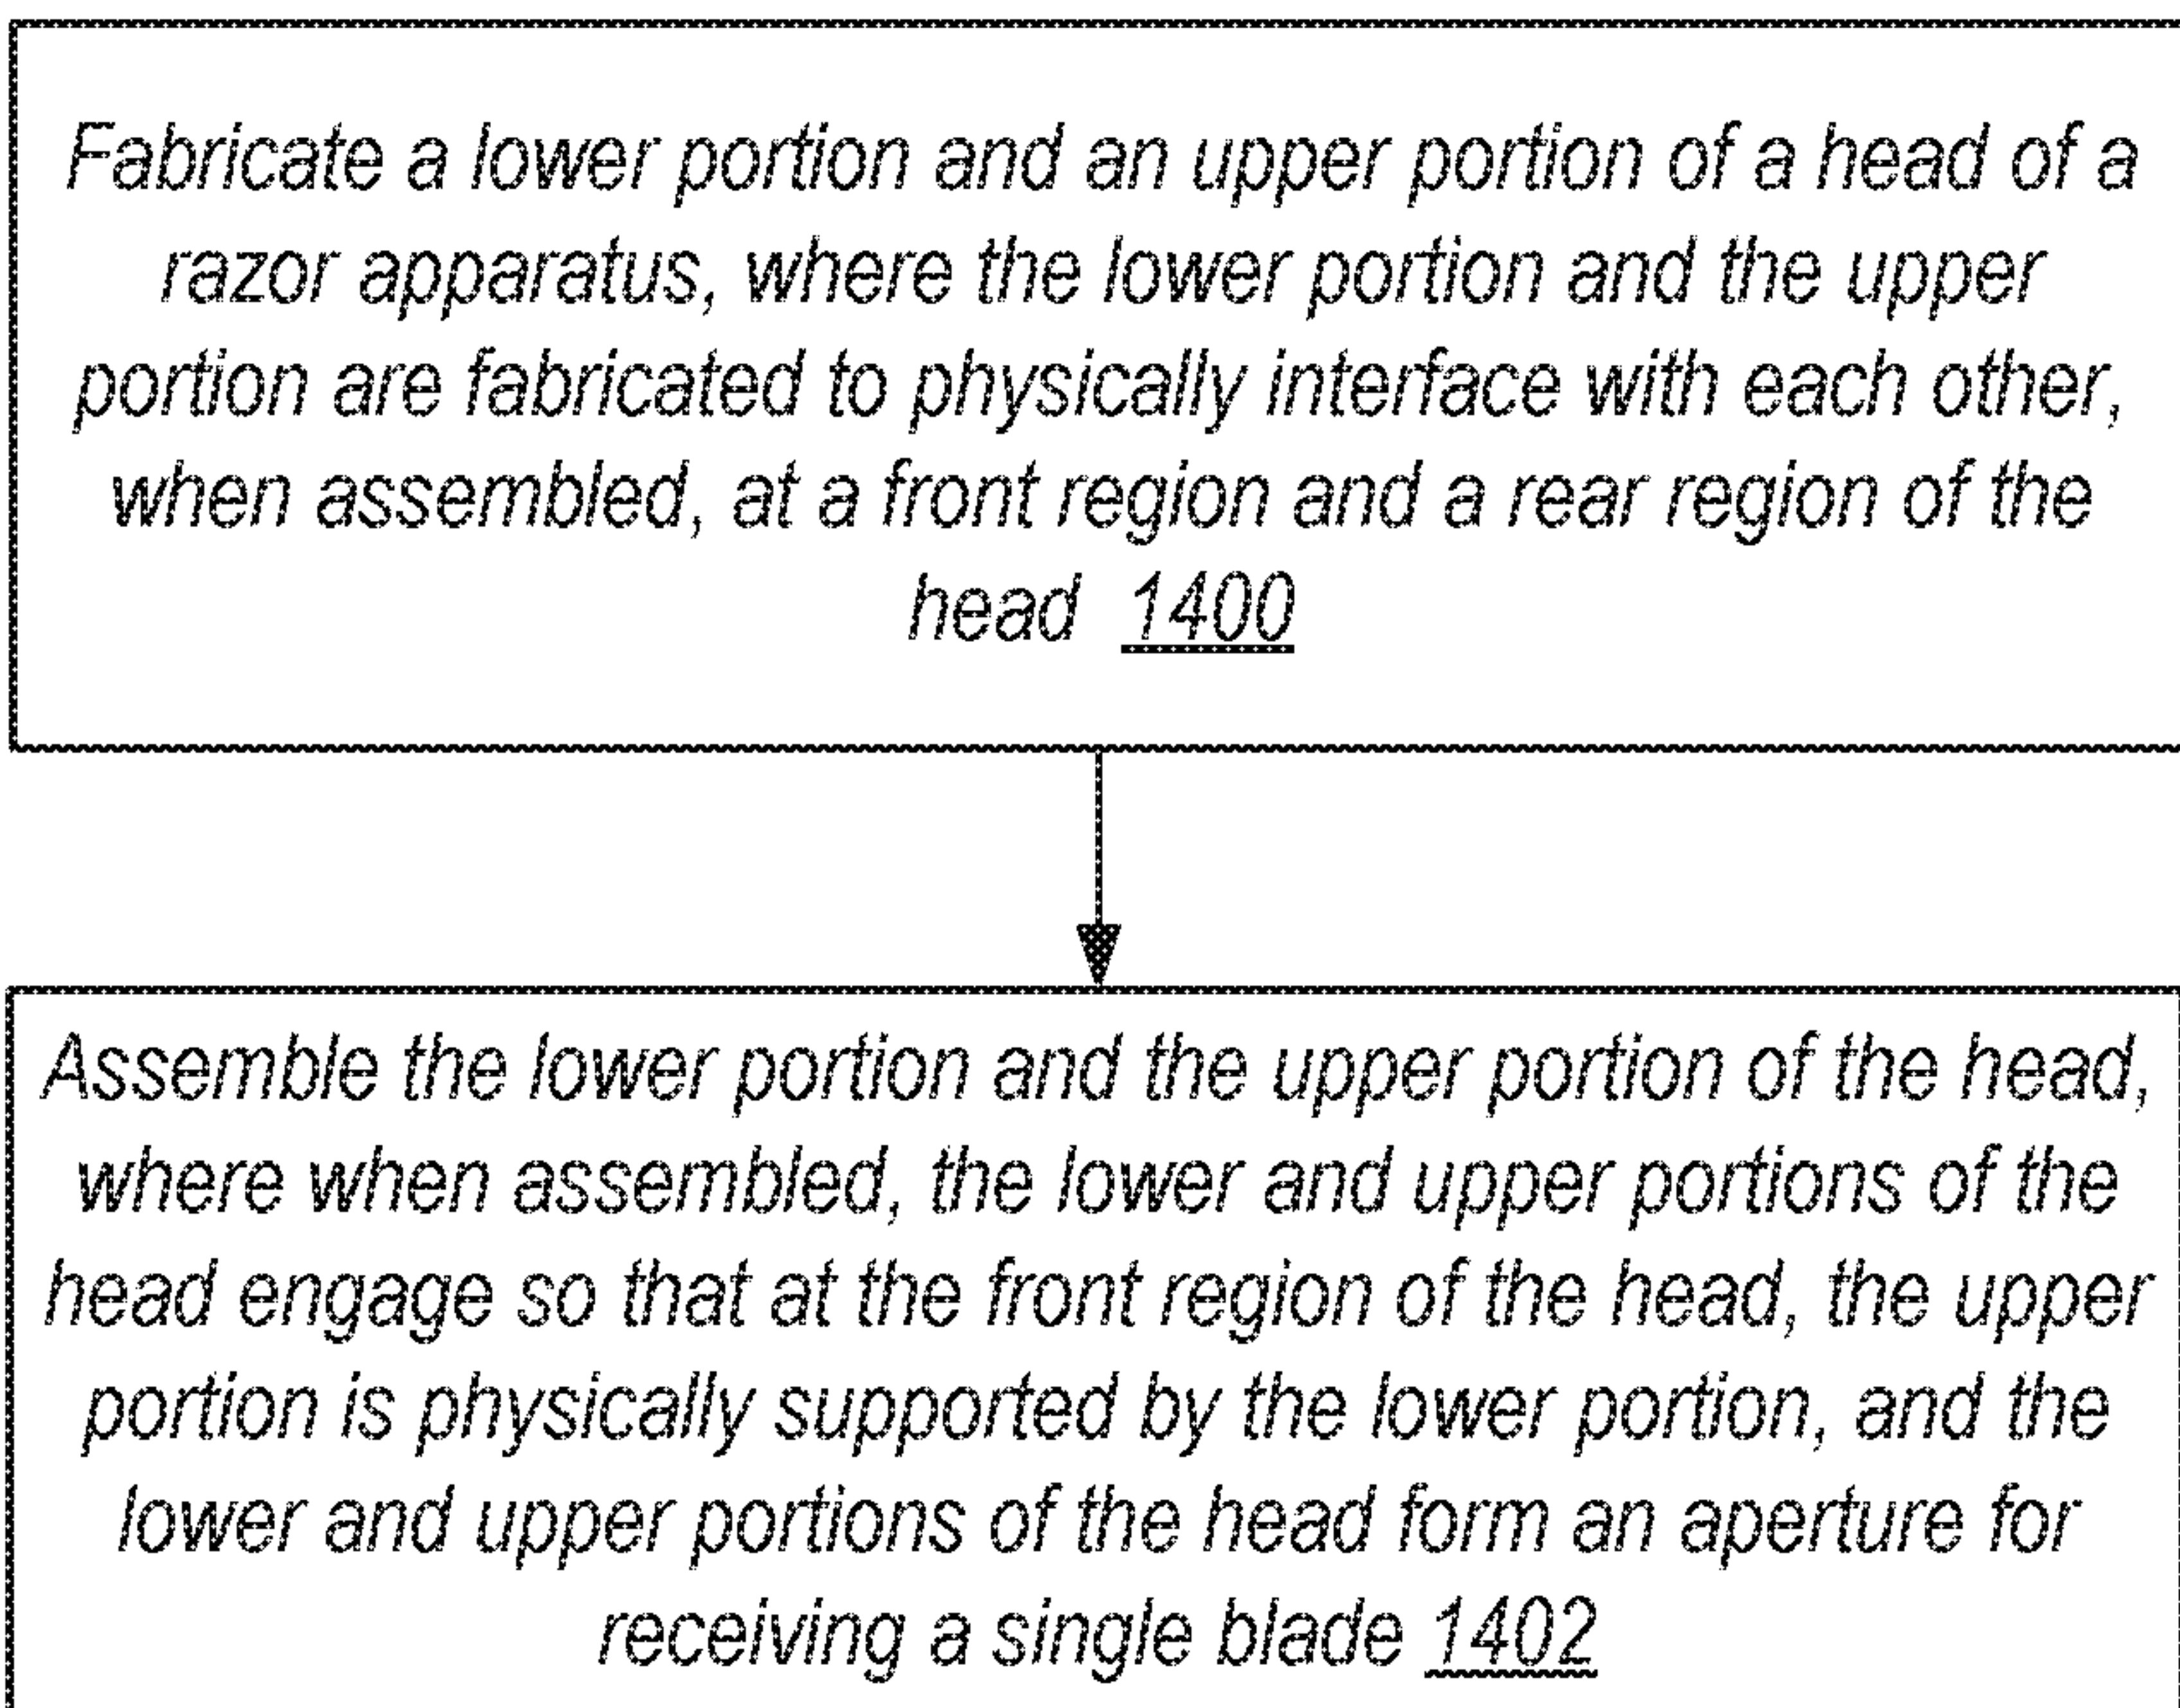 Fabricate a lower portion and an upper portion of a head of a
razor apparatus, where the lower portion and the upper
portion are fabricated to physically interface with each other,
when assembled, at a front region and a rear region of the
head 1400
Assemble the lower portion and the upper portion of the head,
where when assembled, the lower and upper portions of the
head engage so that at the front region of the head, the upper
portion is physically supported by the lower portion, and the
lower and upper portions of the head form an aperture for
receiving a single blade 1402